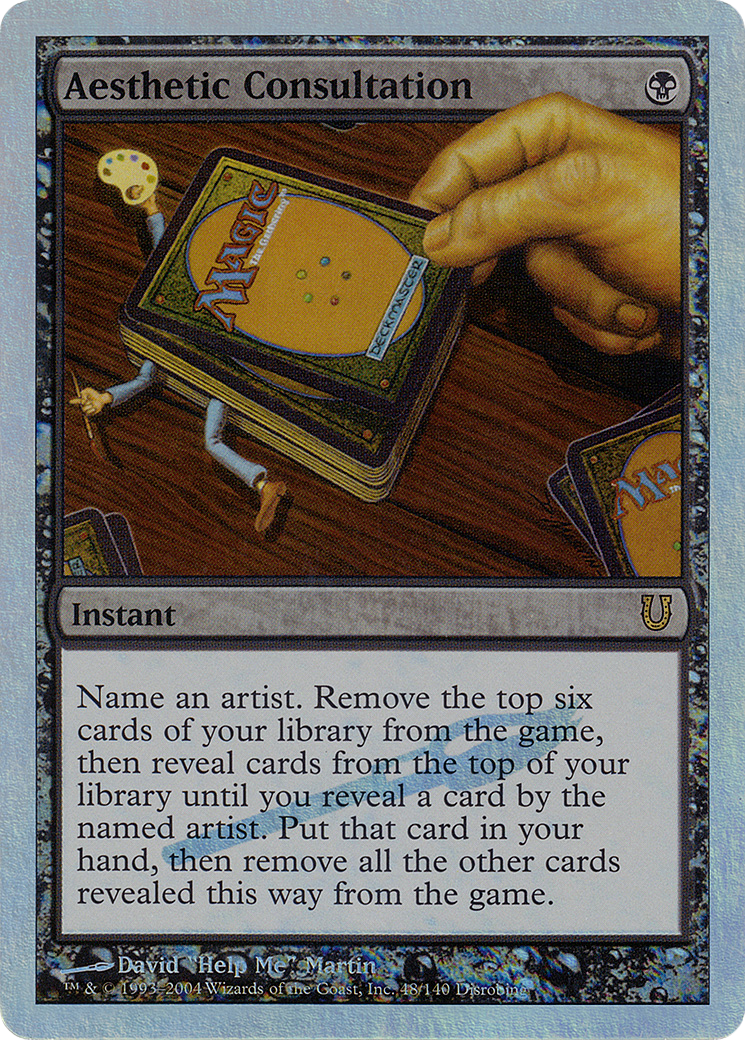 Aesthetic Consultation
MAGIC
The Gathering
DECKMASTER
MAGIC
Instant
Name an artist. Remove the top six
cards of your library from the game,
then reveal cards from the top of your
library until you reveal a card by the
named artist. Put that card in your
hand, then remove all the other cards
revealed this way from the game.
David "Help Me" Martin
™ & © 1993–2004 Wizards of the Coast, Inc. 48/140 Disrobing